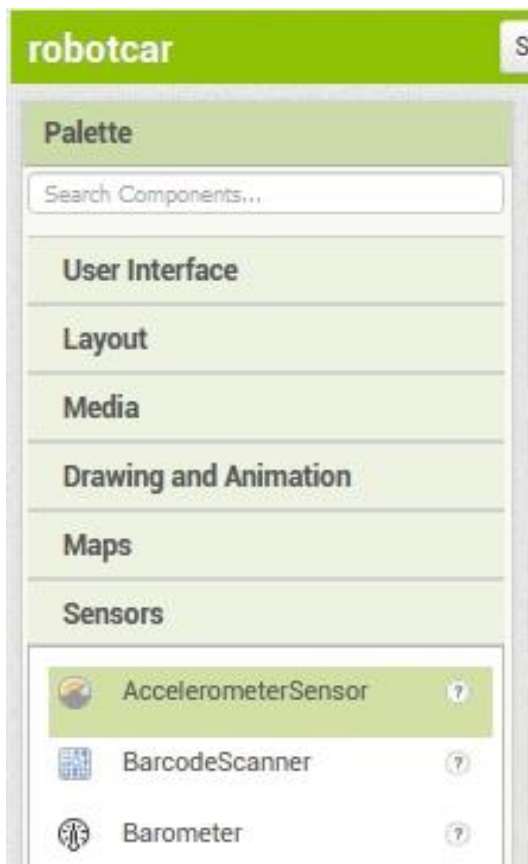 robotcar
S
Palette
Search Components...
User Interface
Layout
Media
Drawing and Animation
Maps
Sensors
AccelerometerSensor ?
BarcodeScanner ?
Barometer ?